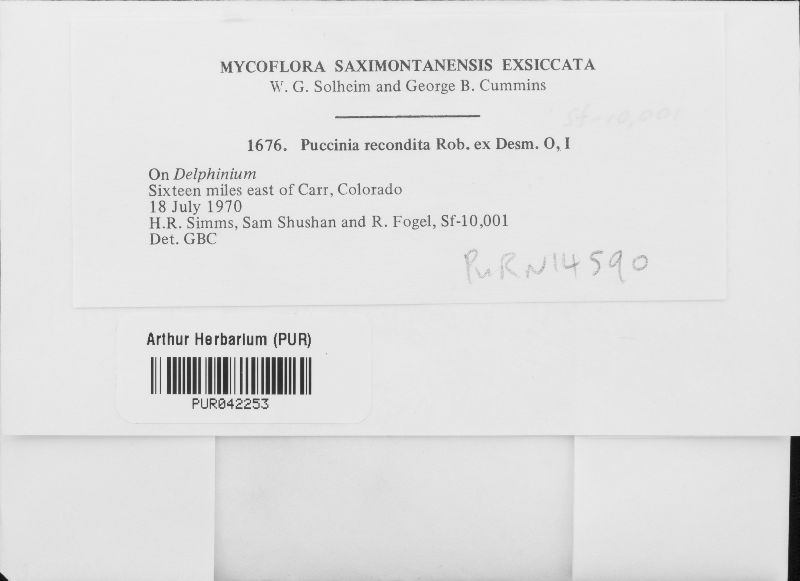 MYCOFLORA SAXIMONTANENSIS EXSICCATA
W. G. Solheim and George B. Cummins
Sf-10,001
1676. Puccinia recondita Rob. ex Desm. O, I
On Delphinium
Sixteen miles east of Carr, Colorado
18 July 1970
H.R. Simms, Sam Shushan and R. Fogel, Sf-10,001
Det. GBC
PuRN14590
Arthur Herbarium (PUR)
PUR042253